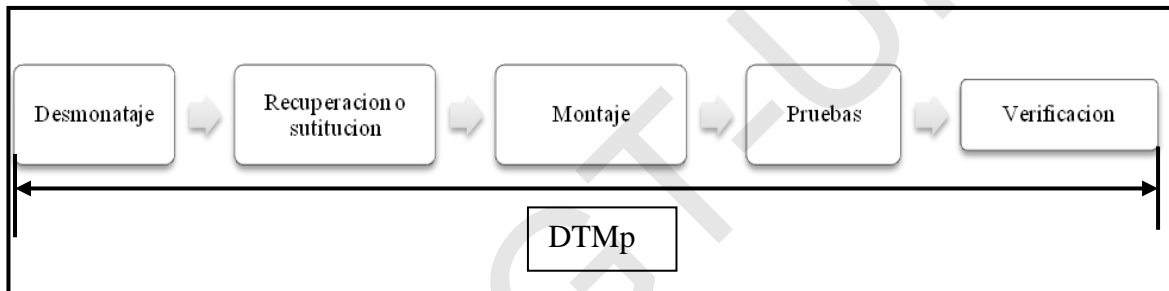 Desmonataje
Recuperacion o
sutitucion
Montaje
Pruebas
Verificacion
DTMp